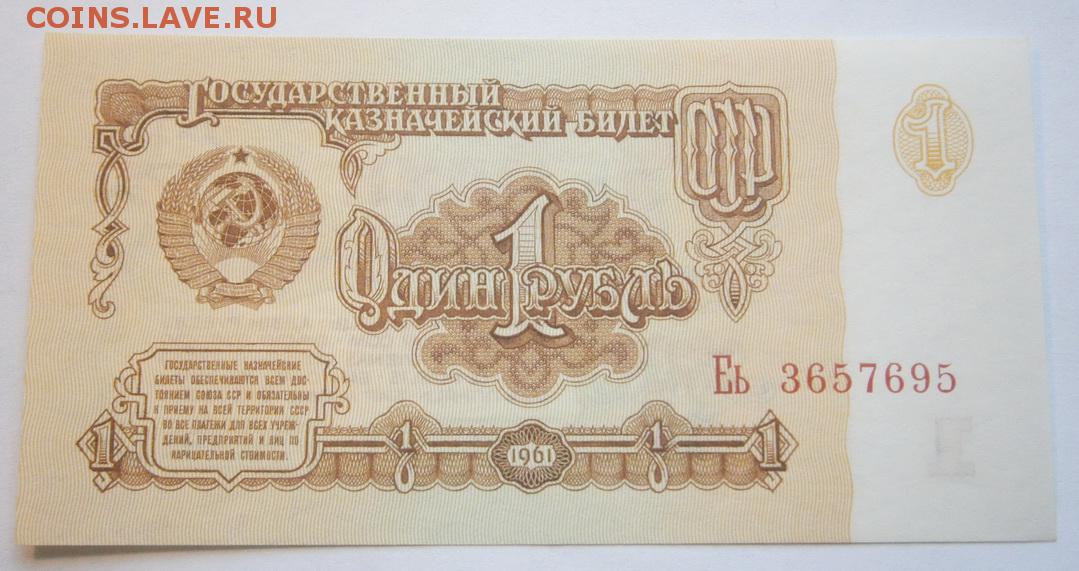 COINS.LAVE.RU
ГОСУДАРСТВЕННЫЙ
КАЗНАЧЕЙСКИЙ БИЛЕТ
СССР
1
ОДИН 1 РУБЛЬ
ГОСУДАРСТВЕННЫЕ КАЗНАЧЕЙСКИЕ
БИЛЕТЫ ОБЕСПЕЧИВАЮТСЯ ВСЕМ ДОС-
ТОЯНИЕМ СОЮЗА ССР И ОБЯЗАТЕЛЬНЫ
К ПРИЕМУ НА ВСЕЙ ТЕРРИТОРИИ СССР
ВО ВСЕ ПЛАТЕЖИ ДЛЯ ВСЕХ УЧРЕЖ-
ДЕНИЙ, ПРЕДПРИЯТИЙ И ЛИЦ ПО
НАРИЦАТЕЛЬНОЙ СТОИМОСТИ.
Еь 3657695
1 1 1961 1 1